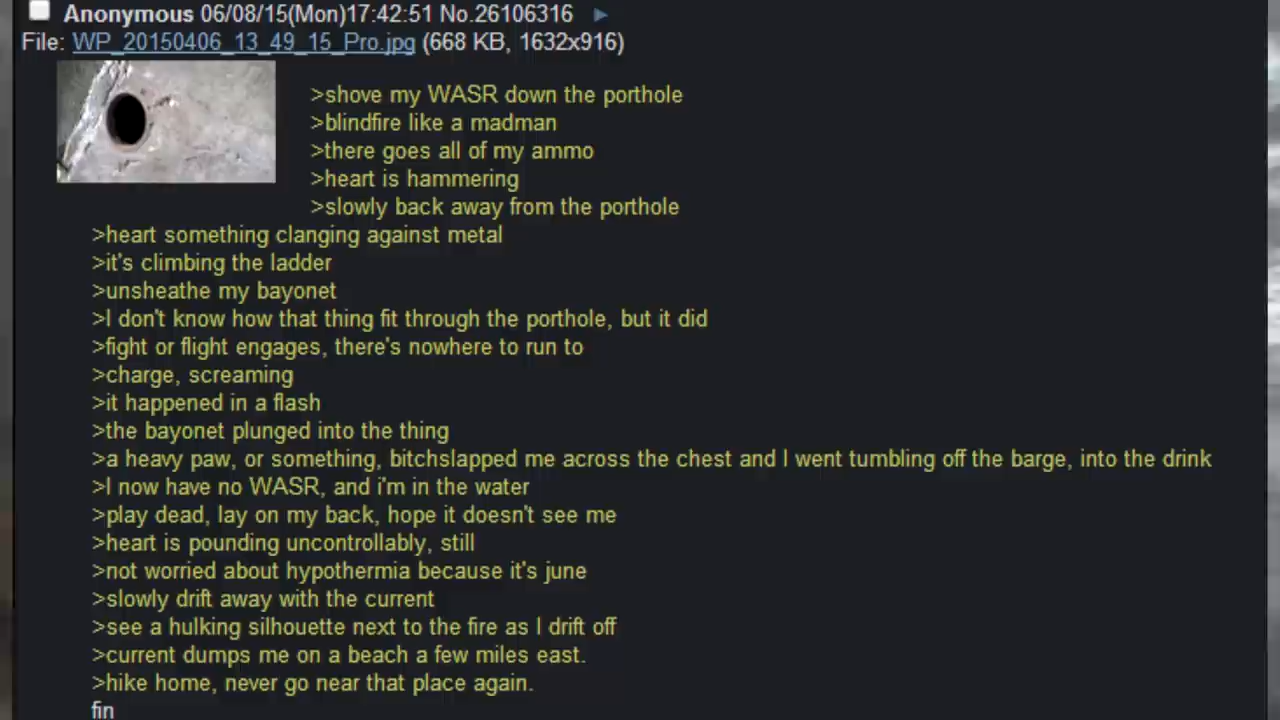 Anonymous 06/08/15(Mon)17:42:51 No.26106316 ►
File: WP_20150406_13_49_15_Pro.jpg (668 KB, 1632x916)
>shove my WASR down the porthole
>blindfire like a madman
>there goes all of my ammo
>heart is hammering
>slowly back away from the porthole
>heart something clanging against metal
>it's climbing the ladder
>unsheathe my bayonet
>I don't know how that thing fit through the porthole, but it did
>fight or flight engages, there's nowhere to run to
>charge, screaming
>it happened in a flash
>the bayonet plunged into the thing
>a heavy paw, or something, bitchslapped me across the chest and I went tumbling off the barge, into the drink
>I now have no WASR, and i'm in the water
>play dead, lay on my back, hope it doesn't see me
>heart is pounding uncontrollably, still
>not worried about hypothermia because it's june
>slowly drift away with the current
>see a hulking silhouette next to the fire as I drift off
>current dumps me on a beach a few miles east.
>hike home, never go near that place again.
fin